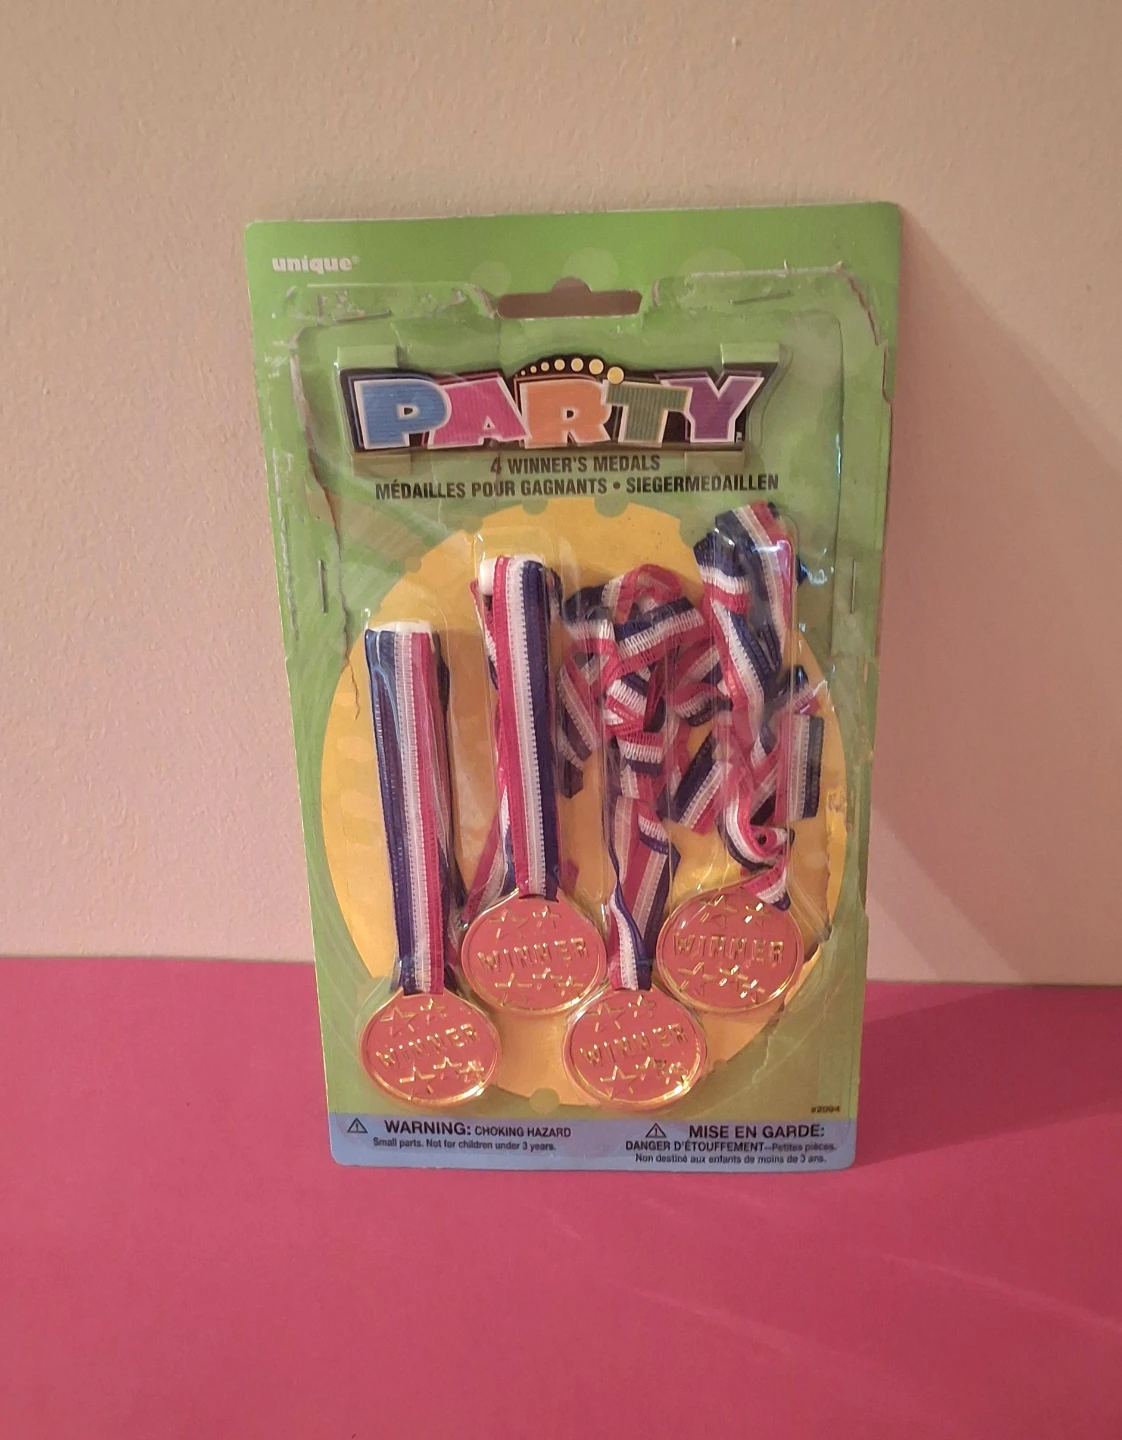 unique®
PARTY
4 WINNER'S MEDALS
MÉDAILLES POUR GAGNANTS • SIEGERMEDAILLEN
WINNER
WINNER
WINNER
WINNER
#2094
⚠ WARNING: CHOKING HAZARD
Small parts. Not for children under 3 years.
⚠ MISE EN GARDE:
DANGER D'ÉTOUFFEMENT—Petites pièces.
Non destiné aux enfants de moins de 3 ans.